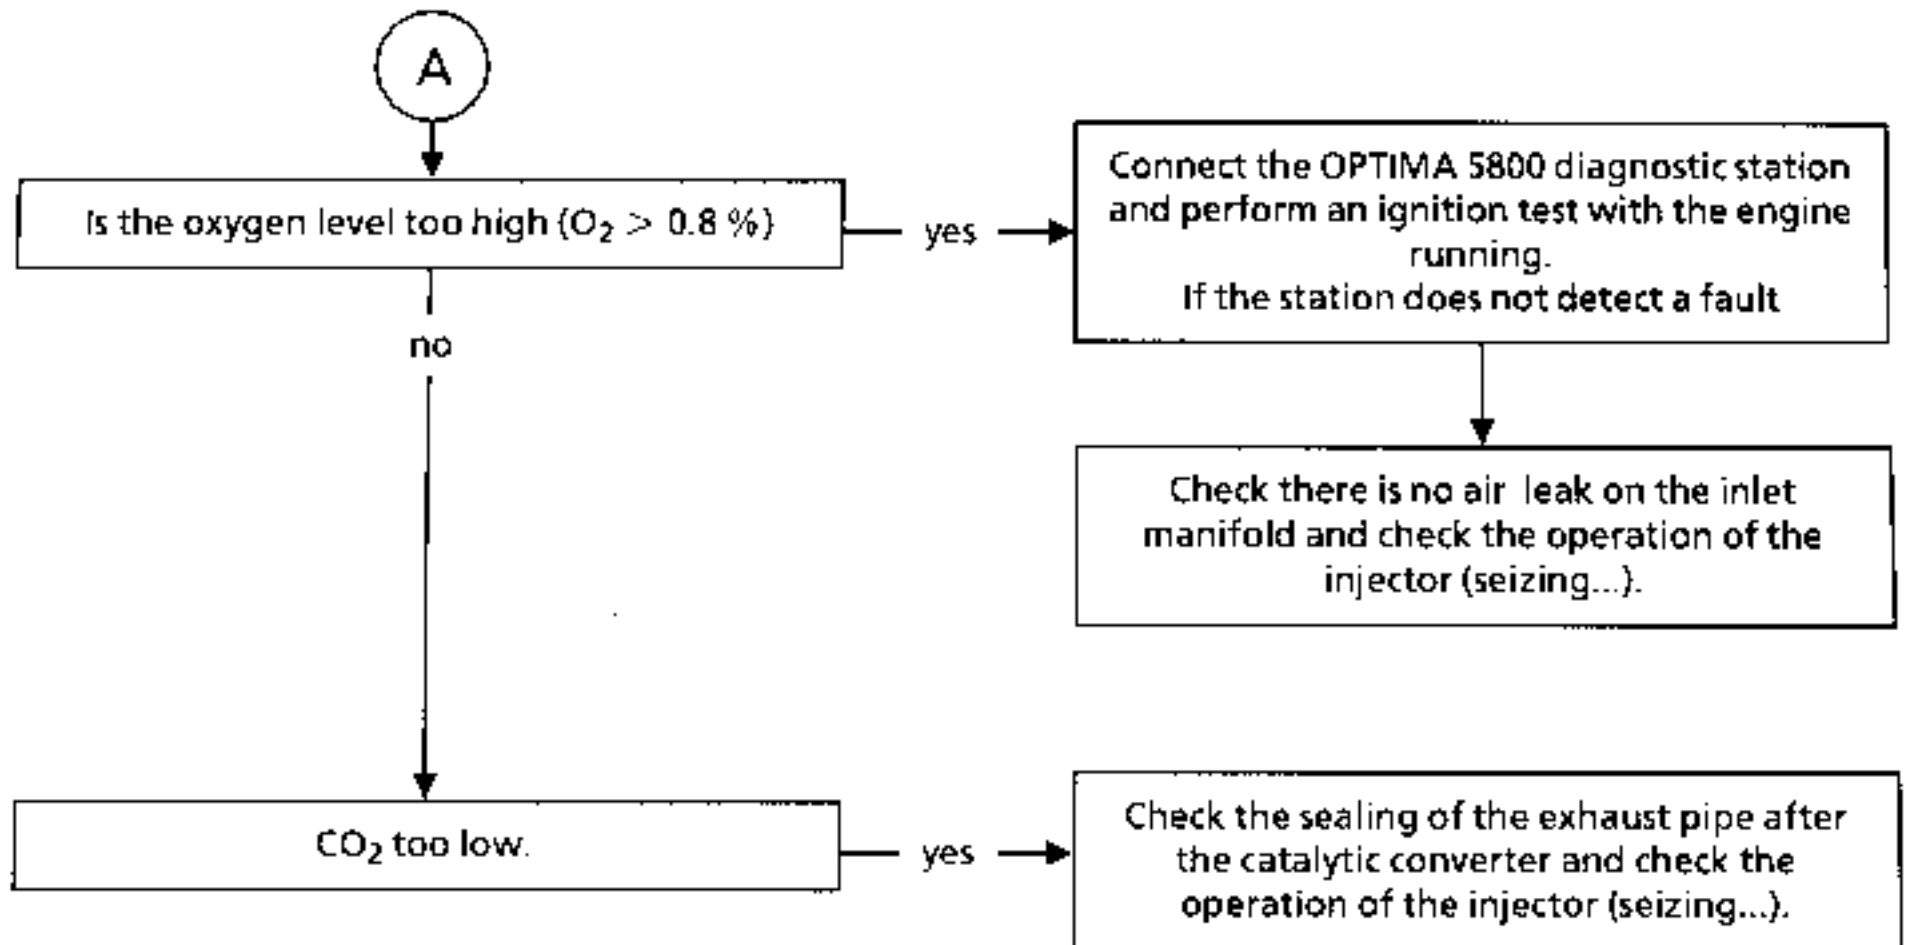 A
Is the oxygen level too high (O₂ > 0.8 %)
yes
Connect the OPTIMA 5800 diagnostic station
and perform an ignition test with the engine
running.
If the station does not detect a fault
no
Check there is no air leak on the inlet
manifold and check the operation of the
injector (seizing...).
CO₂ too low.
yes
Check the sealing of the exhaust pipe after
the catalytic converter and check the
operation of the injector (seizing...).